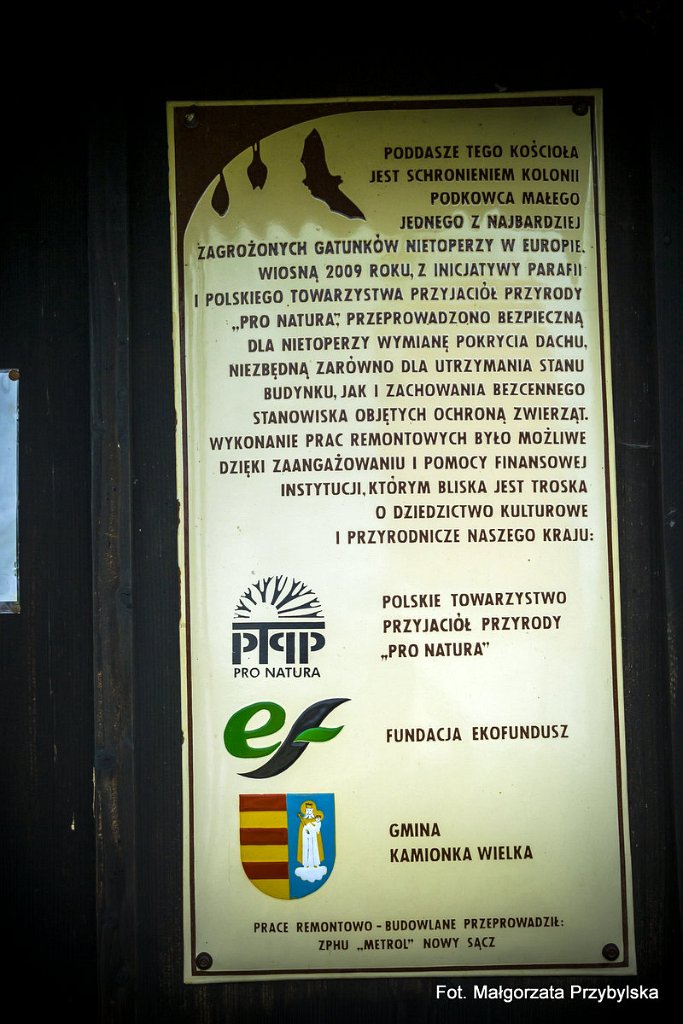 PODDASZE TEGO KOŚCIOŁA
JEST SCHRONIENIEM KOLONII
PODKOWCA MAŁEGO
JEDNEGO Z NAJBARDZIEJ
ZAGROŻONYCH GATUNKÓW NIETOPERZY W EUROPIE.
WIOSNĄ 2009 ROKU, Z INICJATYWY PARAFII
I POLSKIEGO TOWARZYSTWA PRZYJACIÓŁ PRZYRODY
„PRO NATURA”, PRZEPROWADZONO BEZPIECZNĄ
DLA NIETOPERZY WYMIANĘ POKRYCIA DACHU,
NIEZBĘDNĄ ZARÓWNO DLA UTRZYMANIA STANU
BUDYNKU, JAK I ZACHOWANIA BEZCENNEGO
STANOWISKA OBJĘTYCH OCHRONĄ ZWIERZĄT.
WYKONANIE PRAC REMONTOWYCH BYŁO MOŻLIWE
DZIĘKI ZAANGAŻOWANIU I POMOCY FINANSOWEJ
INSTYTUCJI, KTÓRYM BLISKA JEST TROSKA
O DZIEDZICTWO KULTUROWE
I PRZYRODNICZE NASZEGO KRAJU:
PTPP
PRO NATURA
POLSKIE TOWARZYSTWO
PRZYJACIÓŁ PRZYRODY
„PRO NATURA”
ef
FUNDACJA EKOFUNDUSZ
GMINA
KAMIONKA WIELKA
PRACE REMONTOWO - BUDOWLANE PRZEPROWADZIŁ:
ZPHU „METROL” NOWY SĄCZ
Fot. Małgorzata Przybylska